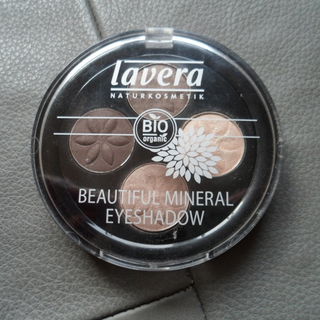 lavera
NATURKOSMETIK
BIO
organic
BEAUTIFUL MINERAL
EYESHADOW